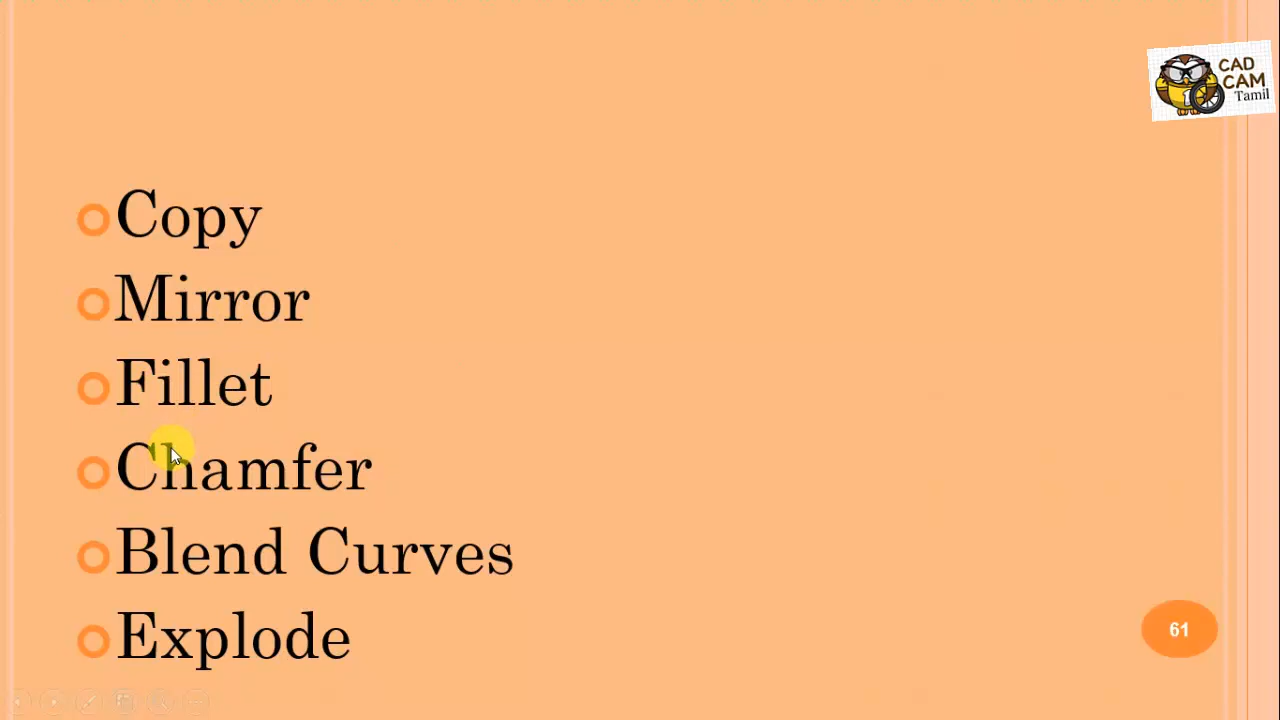 CAD
CAM
Tamil
Copy
Mirror
Fillet
Chamfer
Blend Curves
Explode
61